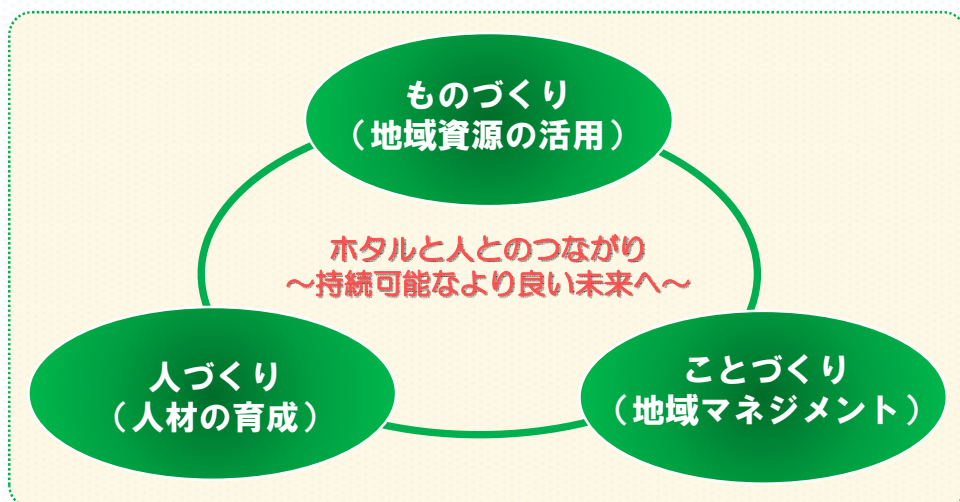 ものづくり
（地域資源の活用）
ホタルと人とのつながり
～持続可能なより良い未来へ～
人づくり
（人材の育成）
ことづくり
（地域マネジメント）